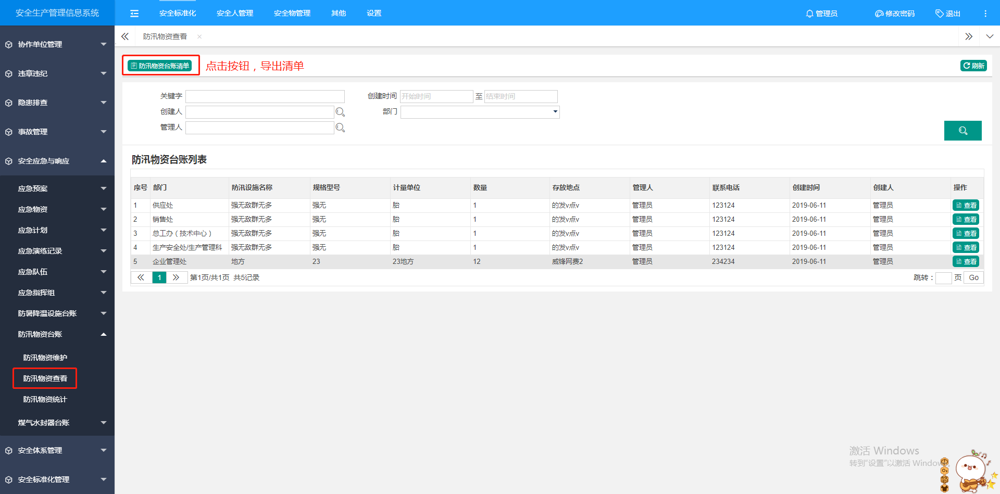 安全生产管理信息系统
安全标准化 安全人管理 安全物管理 其他 设置
管理员 修改密码 退出
防汛物资查看
协作单位管理
违章违纪
隐患排查
事故管理
安全应急与响应
应急预案
应急物资
应急计划
应急演练记录
应急队伍
应急指挥组
防暑降温设施台账
防汛物资台账
防汛物资维护
防汛物资查看
防汛物资统计
煤气水封器台账
安全体系管理
安全标准化管理
防汛物资台账清单 点击按钮，导出清单 刷新
关键字 创建时间 开始时间 至 结束时间
创建人 部门
管理人
防汛物资台账列表
序号 部门 防汛设施名称 规格型号 计量单位 数量 存放地点 管理人 联系电话 创建时间 创建人 操作
1 供应处 强无敌群无多 强无 胎 1 的发v点v 管理员 123124 2019-06-11 管理员 查看
2 销售处 强无敌群无多 强无 胎 1 的发v点v 管理员 123124 2019-06-11 管理员 查看
3 总工办（技术中心） 强无敌群无多 强无 胎 1 的发v点v 管理员 123124 2019-06-11 管理员 查看
4 生产安全处/生产管理科 强无敌群无多 强无 胎 1 的发v点v 管理员 123124 2019-06-11 管理员 查看
5 企业管理处 地方 23 23地方 12 威锋网费2 管理员 234234 2019-06-11 管理员 查看
1 第1页/共1页 共5记录 跳转： 页 Go
激活 Windows
转到"设置"以激活 Windows。
中
简